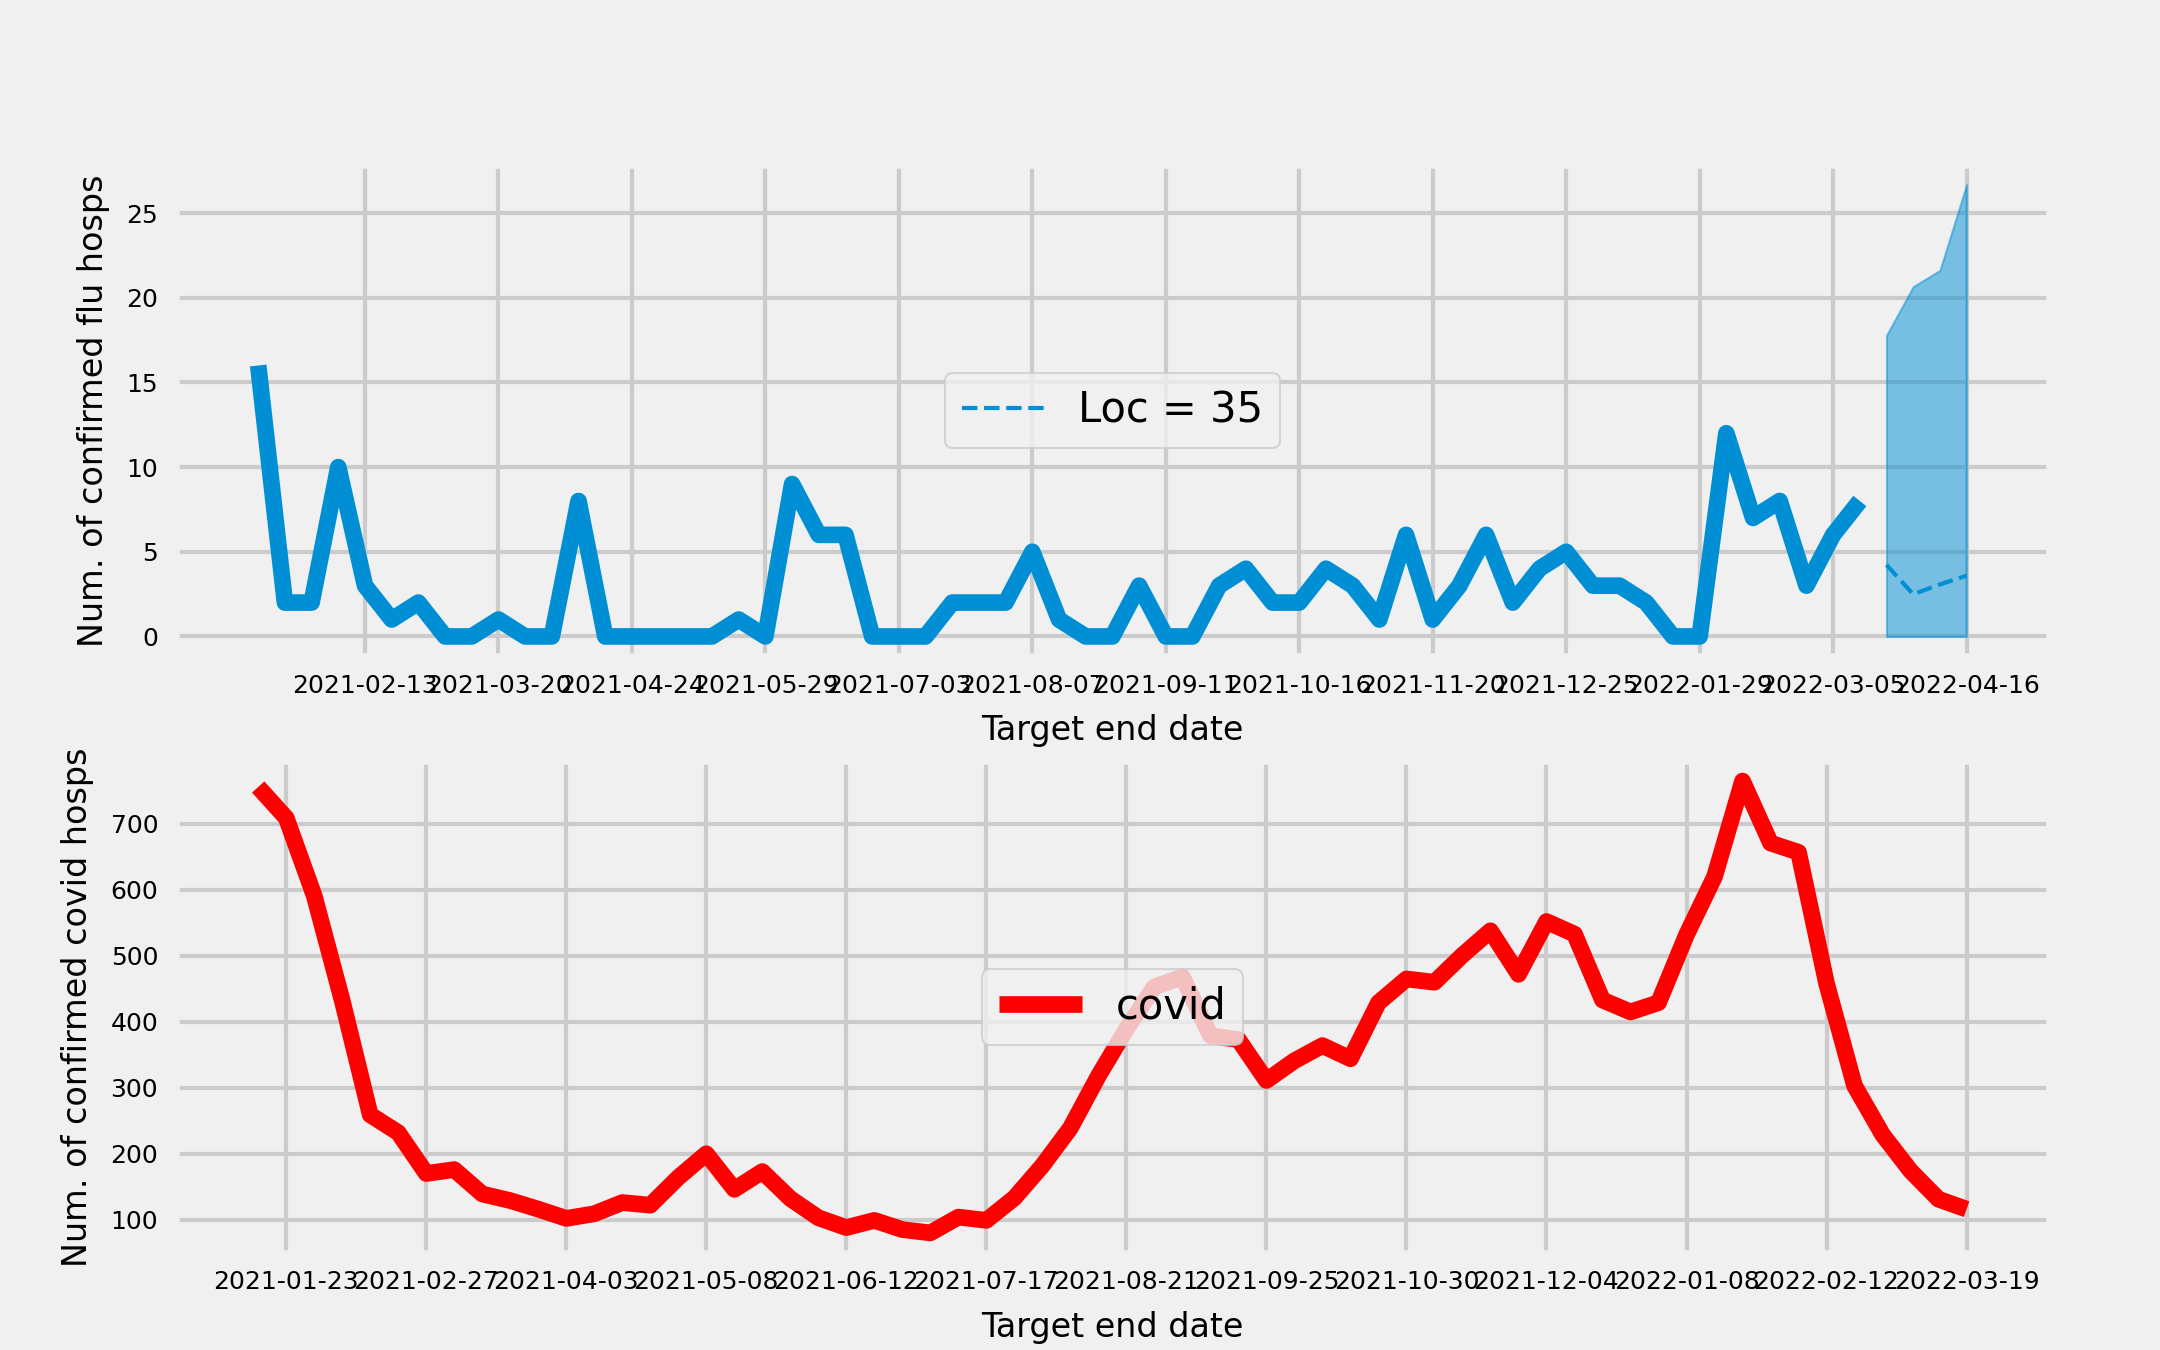 Num. of confirmed flu hosps
25
20
15
10
5
0
Loc = 35
2021-02-13 2021-03-20 2021-04-24 2021-05-29 2021-07-03 2021-08-07 2021-09-11 2021-10-16 2021-11-20 2021-12-25 2022-01-29 2022-03-05 2022-04-16
Target end date
Num. of confirmed covid hosps
700
600
500
400
300
200
100
covid
2021-01-23 2021-02-27 2021-04-03 2021-05-08 2021-06-12 2021-07-17 2021-08-21 2021-09-25 2021-10-30 2021-12-04 2022-01-08 2022-02-12 2022-03-19
Target end date